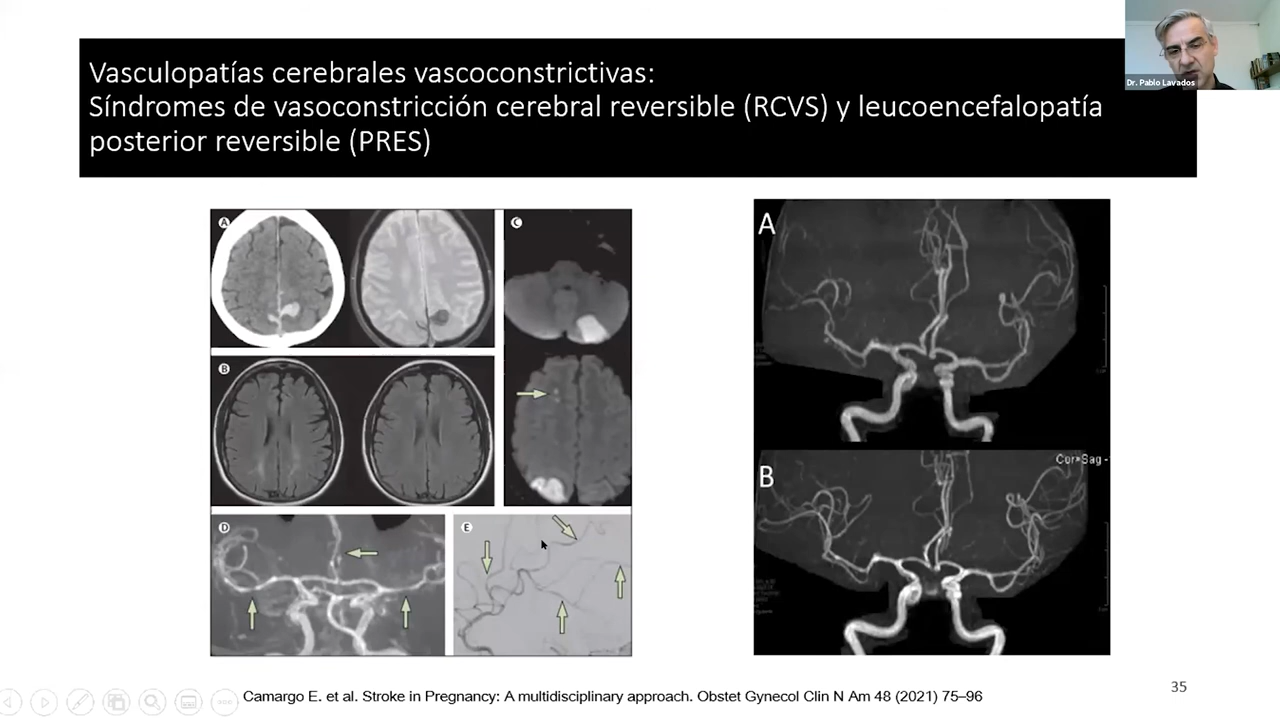 Vasculopatías cerebrales vasoconstrictivas:
Síndromes de vasoconstricción cerebral reversible (RCVS) y leucoencefalopatía
posterior reversible (PRES)
Dr. Pablo Lavados
A
C
B
D
E
A
B
Cor>Sag -
Camargo E. et al. Stroke in Pregnancy: A multidisciplinary approach. Obstet Gynecol Clin N Am 48 (2021) 75–96
35